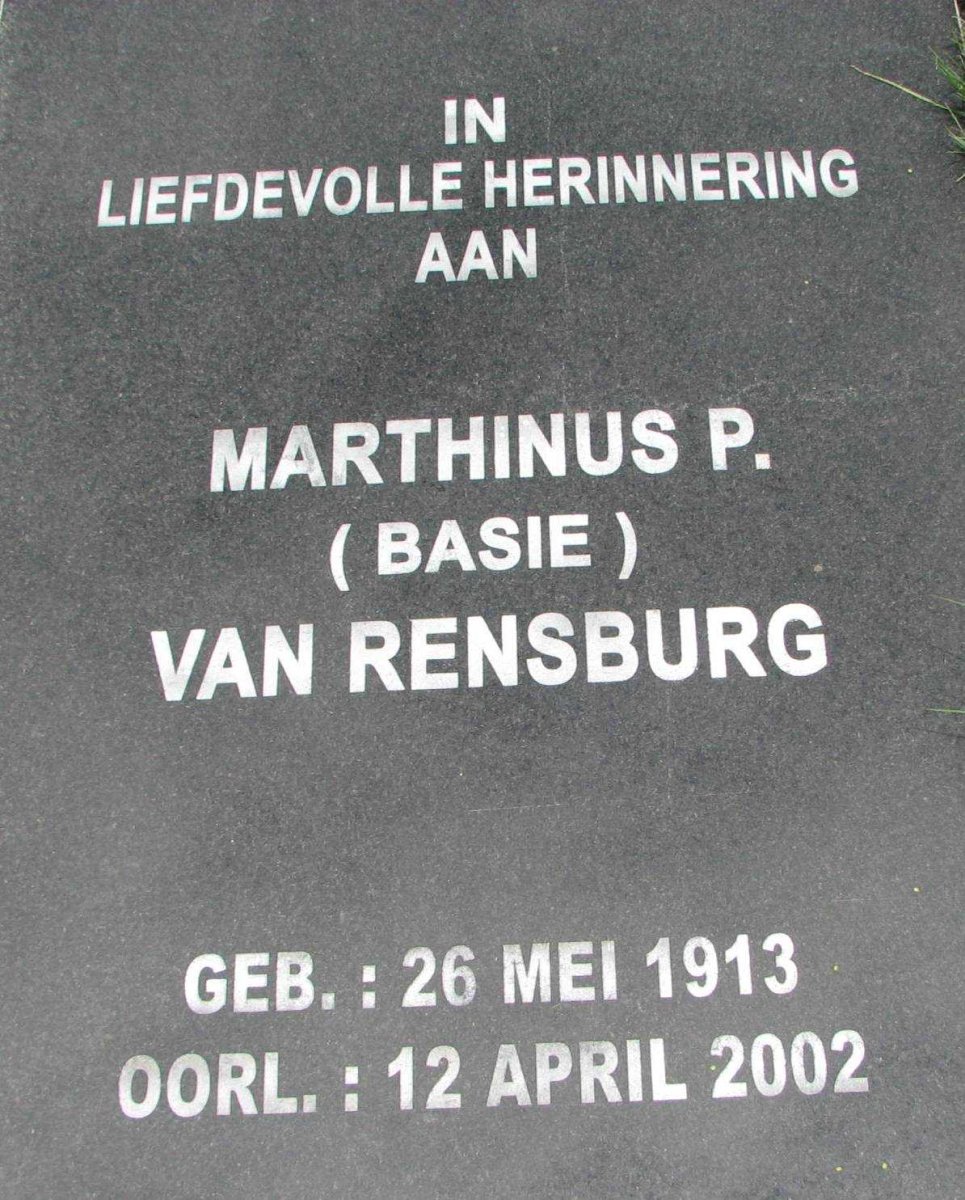 IN
LIEFDEVOLLE HERINNERING
AAN
MARTHINUS P.
( BASIE )
VAN RENSBURG
GEB. : 26 MEI 1913
OORL. : 12 APRIL 2002